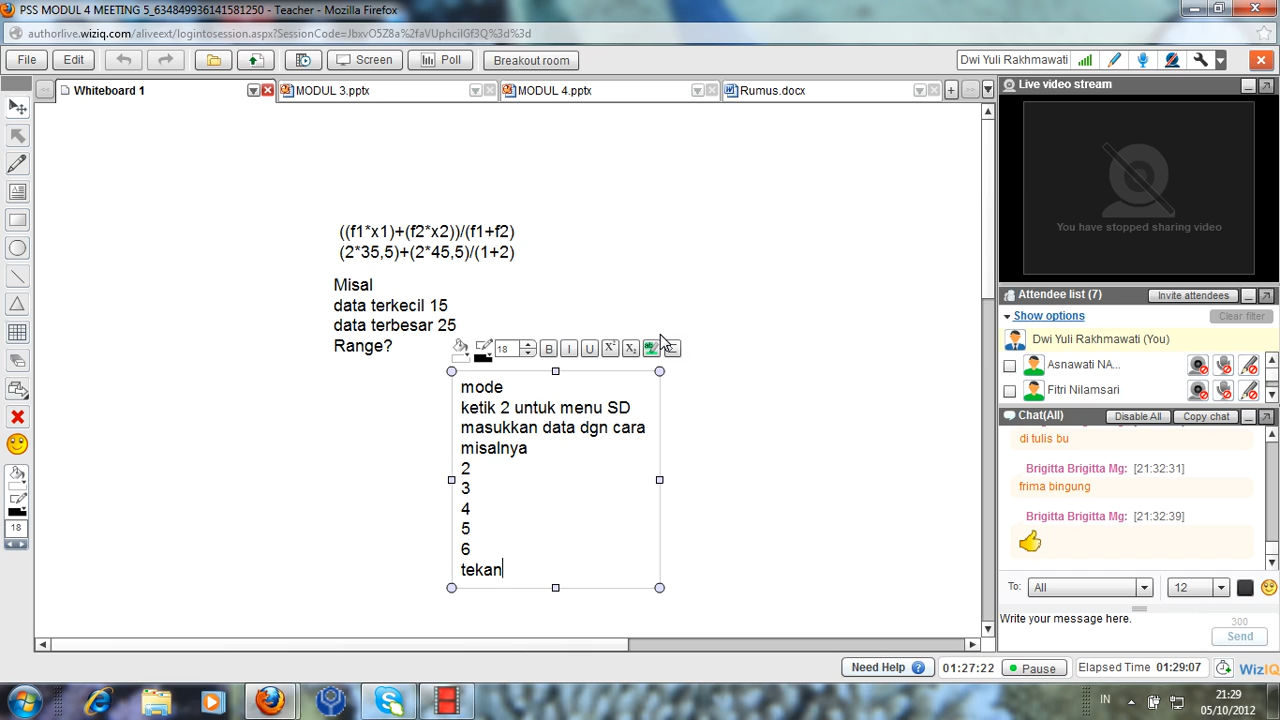 PSS MODUL 4 MEETING 5_634849936141581250 - Teacher - Mozilla Firefox
authorlive.wiziq.com/aliveext/logintosession.aspx?SessionCode=JbxvO5Z8a%2faVUphcilGf3Q%3d%3d
File
Edit
Screen
Poll
Breakout room
Dwi Yuli Rakhmawati
Whiteboard 1
MODUL 3.pptx
MODUL 4.pptx
Rumus.docx
Live video stream
You have stopped sharing video
((f1*x1)+(f2*x2))/(f1+f2)
(2*35,5)+(2*45,5)/(1+2)
Misal
data terkecil 15
data terbesar 25
Range?
18
B
I
U
X²
X₂
mode
ketik 2 untuk menu SD
masukkan data dgn cara
misalnya
2
3
4
5
6
tekan
18
Attendee list (7)
Invite attendees
Show options
Clear filter
Dwi Yuli Rakhmawati (You)
Asnawati NA...
Fitri Nilamsari
Chat(All)
Disable All
Copy chat
di tulis bu
Brigitta Brigitta Mg: [21:32:31]
frima bingung
Brigitta Brigitta Mg: [21:32:39]
To:
All
12
Write your message here.
300
Send
Need Help
01:27:22
Pause
Elapsed Time
01:29:07
WizIQ
IN
21:29
05/10/2012